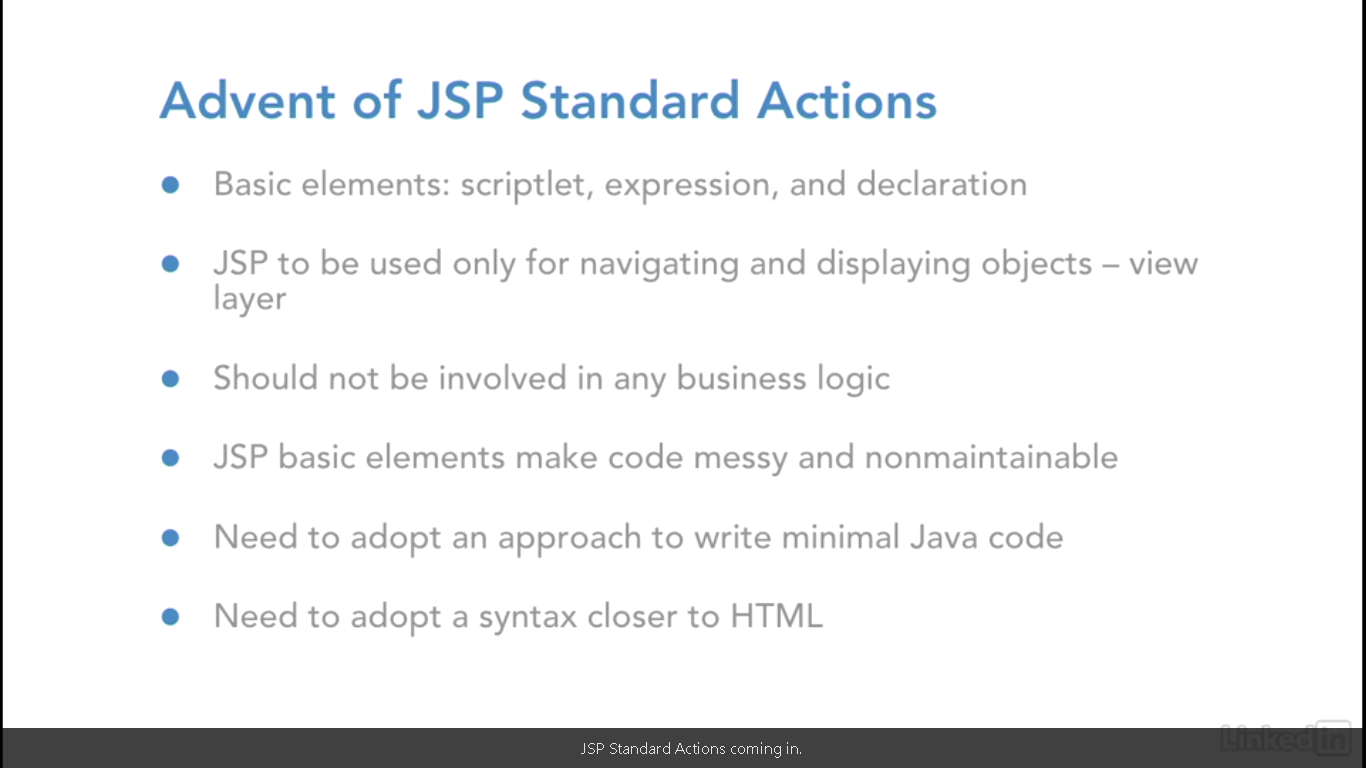 Advent of JSP Standard Actions
Basic elements: scriptlet, expression, and declaration
JSP to be used only for navigating and displaying objects – view
layer
Should not be involved in any business logic
JSP basic elements make code messy and nonmaintainable
Need to adopt an approach to write minimal Java code
Need to adopt a syntax closer to HTML
JSP Standard Actions coming in.
Linked in